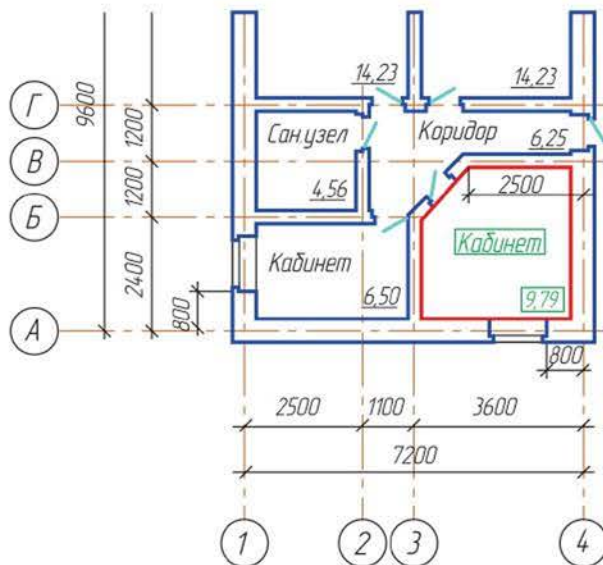 14,23
14,23
Г
9600
1200
Сан.узел
Коридор
В
6,25
1200
4,56
2500
Б
Кабинет
2400
Кабинет
6,50
9,79
800
А
800
2500
1100
3600
7200
1
2
3
4